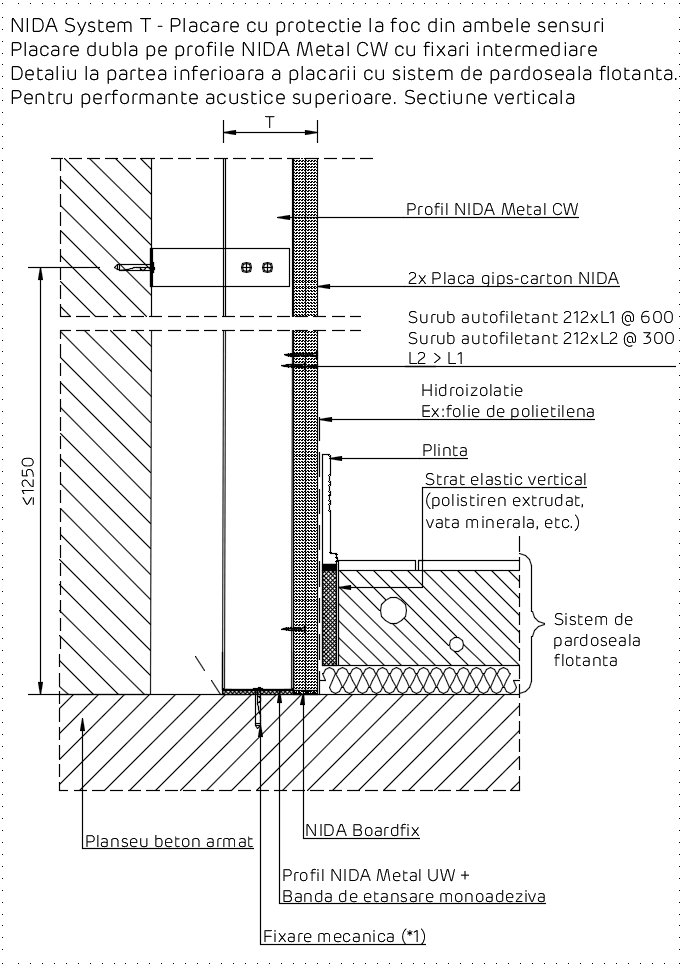 NIDA System T - Placare cu protectie la foc din ambele sensuri
Placare dubla pe profile NIDA Metal CW cu fixari intermediare
Detaliu la partea inferioara a placarii cu sistem de pardoseala flotanta.
Pentru performante acustice superioare. Sectiune verticala
T
Profil NIDA Metal CW
2x Placa gips-carton NIDA
Surub autofiletant 212xL1 @ 600
Surub autofiletant 212xL2 @ 300
L2 > L1
Hidroizolatie
Ex:folie de polietilena
Plinta
Strat elastic vertical
(polistiren extrudat,
vata minerala, etc.)
≤1250
Sistem de
pardoseala
flotanta
NIDA Boardfix
Planseu beton armat
Profil NIDA Metal UW +
Banda de etansare monoadeziva
Fixare mecanica (*1)